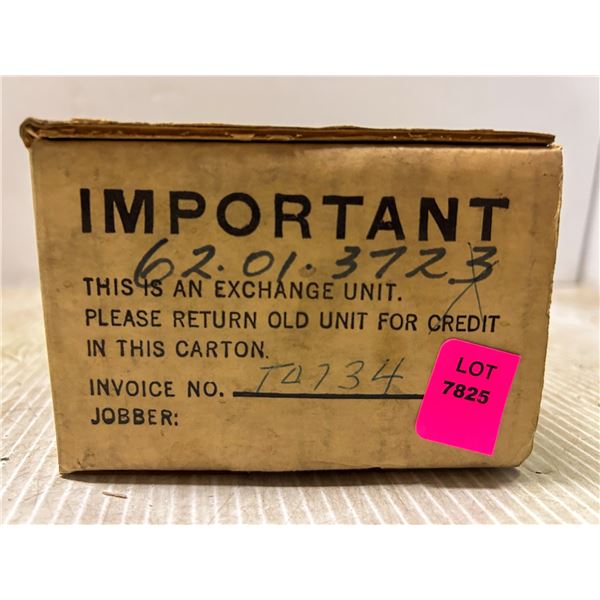 IMPORTANT
62.01.3723
THIS IS AN EXCHANGE UNIT.
PLEASE RETURN OLD UNIT FOR CREDIT
IN THIS CARTON.
INVOICE NO.
JOBBER:
LOT
7825